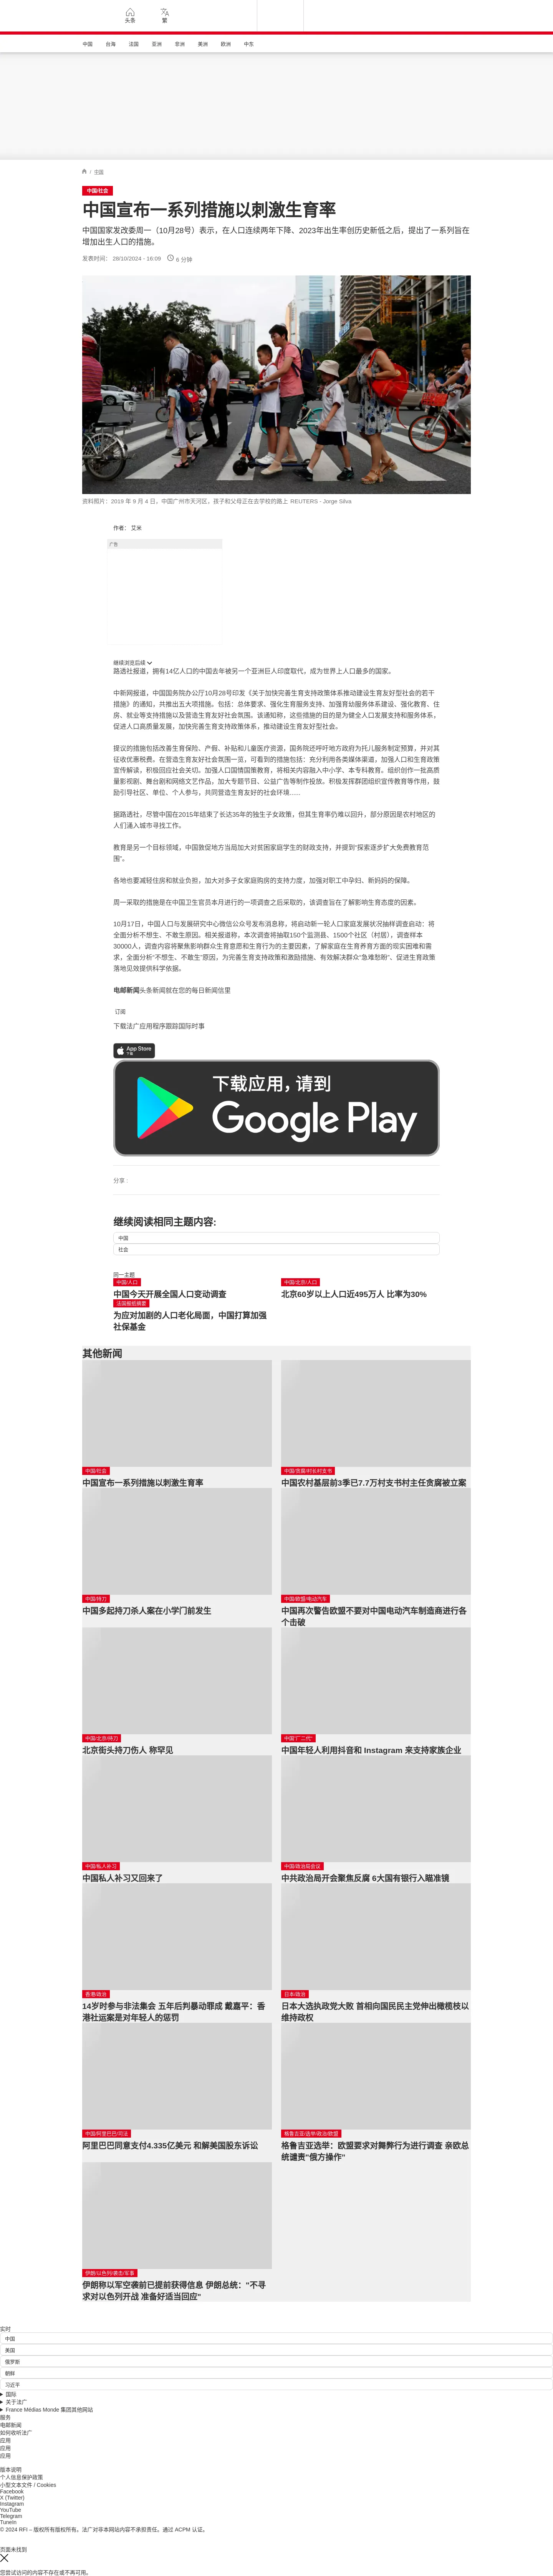 头条
繁
中国
台海
法国
亚洲
非洲
美洲
欧洲
中东
主国
中国/社会
中国宣布一系列措施以刺激生育率
中国国家发改委周一（10月28号）表示，在人口连续两年下降、2023年出生率创历史新低之后，提出了一系列旨在
增加出生人口的措施。
发表时间： 28/10/2024 - 16:09
6 分钟
资料照片：2019 年 9 月 4 日，中国广州市天河区，孩子和父母正在去学校的路上 REUTERS - Jorge Silva
作者： 艾米
广告
继续浏览后续
路透社报道，拥有14亿人口的中国去年被另一个亚洲巨人印度取代，成为世界上人口最多的国家。
中新网报道，中国国务院办公厅10月28号印发《关于加快完善生育支持政策体系推动建设生育友好型社会的若干
措施》的通知，共推出五大项措施。包括：总体要求、强化生育服务支持、加强育幼服务体系建设、强化教育、住
房、就业等支持措施以及营造生育友好社会氛围。该通知称，这些措施的目的是为健全人口发展支持和服务体系，
促进人口高质量发展，加快完善生育支持政策体系，推动建设生育友好型社会。
提议的措施包括改善生育保险、产假、补贴和儿童医疗资源，国务院还呼吁地方政府为托儿服务制定预算，并对其
征收优惠税费。在营造生育友好社会氛围一览，可看到的措施包括：充分利用各类媒体渠道，加强人口和生育政策
宣传解读，积极回应社会关切。加强人口国情国策教育，将相关内容融入中小学、本专科教育。组织创作一批高质
量影视剧、舞台剧和网络文艺作品，加大专题节目、公益广告等制作投放。积极发挥群团组织宣传教育等作用，鼓
励引导社区、单位、个人参与，共同营造生育友好的社会环境......
据路透社，尽管中国在2015年结束了长达35年的独生子女政策，但其生育率仍难以回升，部分原因是农村地区的
人们涌入城市寻找工作。
教育是另一个目标领域，中国敦促地方当局加大对贫困家庭学生的财政支持，并提到“探索逐步扩大免费教育范
围”。
各地也要减轻住房和就业负担，加大对多子女家庭购房的支持力度，加强对职工中孕妇、新妈妈的保障。
周一采取的措施是在中国卫生官员本月进行的一项调查之后采取的，该调查旨在了解影响生育态度的因素。
10月17日，中国人口与发展研究中心微信公众号发布消息称，将启动新一轮人口家庭发展状况抽样调查启动：将
全面分析不想生、不敢生原因。相关报道称，本次调查将抽取150个监测县、1500个社区（村居），调查样本
30000人，调查内容将聚焦影响群众生育意愿和生育行为的主要因素，了解家庭在生育养育方面的现实困难和需
求，全面分析“不想生、不敢生”原因，为完善生育支持政策和激励措施、有效解决群众“急难愁盼”、促进生育政策
落地见效提供科学依据。
电邮新闻头条新闻就在您的每日新闻信里
订阅
下载法广应用程序跟踪国际时事
App Store
下载
下载应用，请到
Google Play
分享 :
继续阅读相同主题内容:
中国
社会
同一主题
中国/人口
中国今天开展全国人口变动调查
中国/北京/人口
北京60岁以上人口近495万人 比率为30%
法国报纸摘要
为应对加剧的人口老化局面，中国打算加强
社保基金
其他新闻
中国/社会
中国宣布一系列措施以刺激生育率
中国/贪腐/村长村支书
中国农村基层前3季已7.7万村支书村主任贪腐被立案
中国/持刀
中国多起持刀杀人案在小学门前发生
中国/欧盟/电动汽车
中国再次警告欧盟不要对中国电动汽车制造商进行各
个击破
中国/北京/持刀
北京街头持刀伤人 称罕见
中国“厂二代”
中国年轻人利用抖音和 Instagram 来支持家族企业
中国/私人补习
中国私人补习又回来了
中国/政治局会议
中共政治局开会聚焦反腐 6大国有银行入瞄准镜
香港/政治
14岁时参与非法集会 五年后判暴动罪成 戴嘉平：香
港社运案是对年轻人的惩罚
日本/政治
日本大选执政党大败 首相向国民民主党伸出橄榄枝以
维持政权
中国/阿里巴巴/司法
阿里巴巴同意支付4.335亿美元 和解美国股东诉讼
格鲁吉亚/选举/政治/欧盟
格鲁吉亚选举：欧盟要求对舞弊行为进行调查 亲欧总
统谴责"俄方操作"
伊朗/以色列/袭击/军事
伊朗称以军空袭前已提前获得信息 伊朗总统："不寻
求对以色列开战 准备好适当回应"
实时
中国
美国
俄罗斯
朝鲜
习近平
国际
关于法广
France Médias Monde 集团其他网站
服务
电邮新闻
如何收听法广
应用
应用
应用
版本说明
个人信息保护政策
小型文本文件 / Cookies
Facebook
X (Twitter)
Instagram
YouTube
Telegram
TuneIn
© 2024 RFI – 版权所有版权所有。法广对非本网站内容不承担责任。通过 ACPM 认证。
页面未找到
您尝试访问的内容不存在或不再可用。